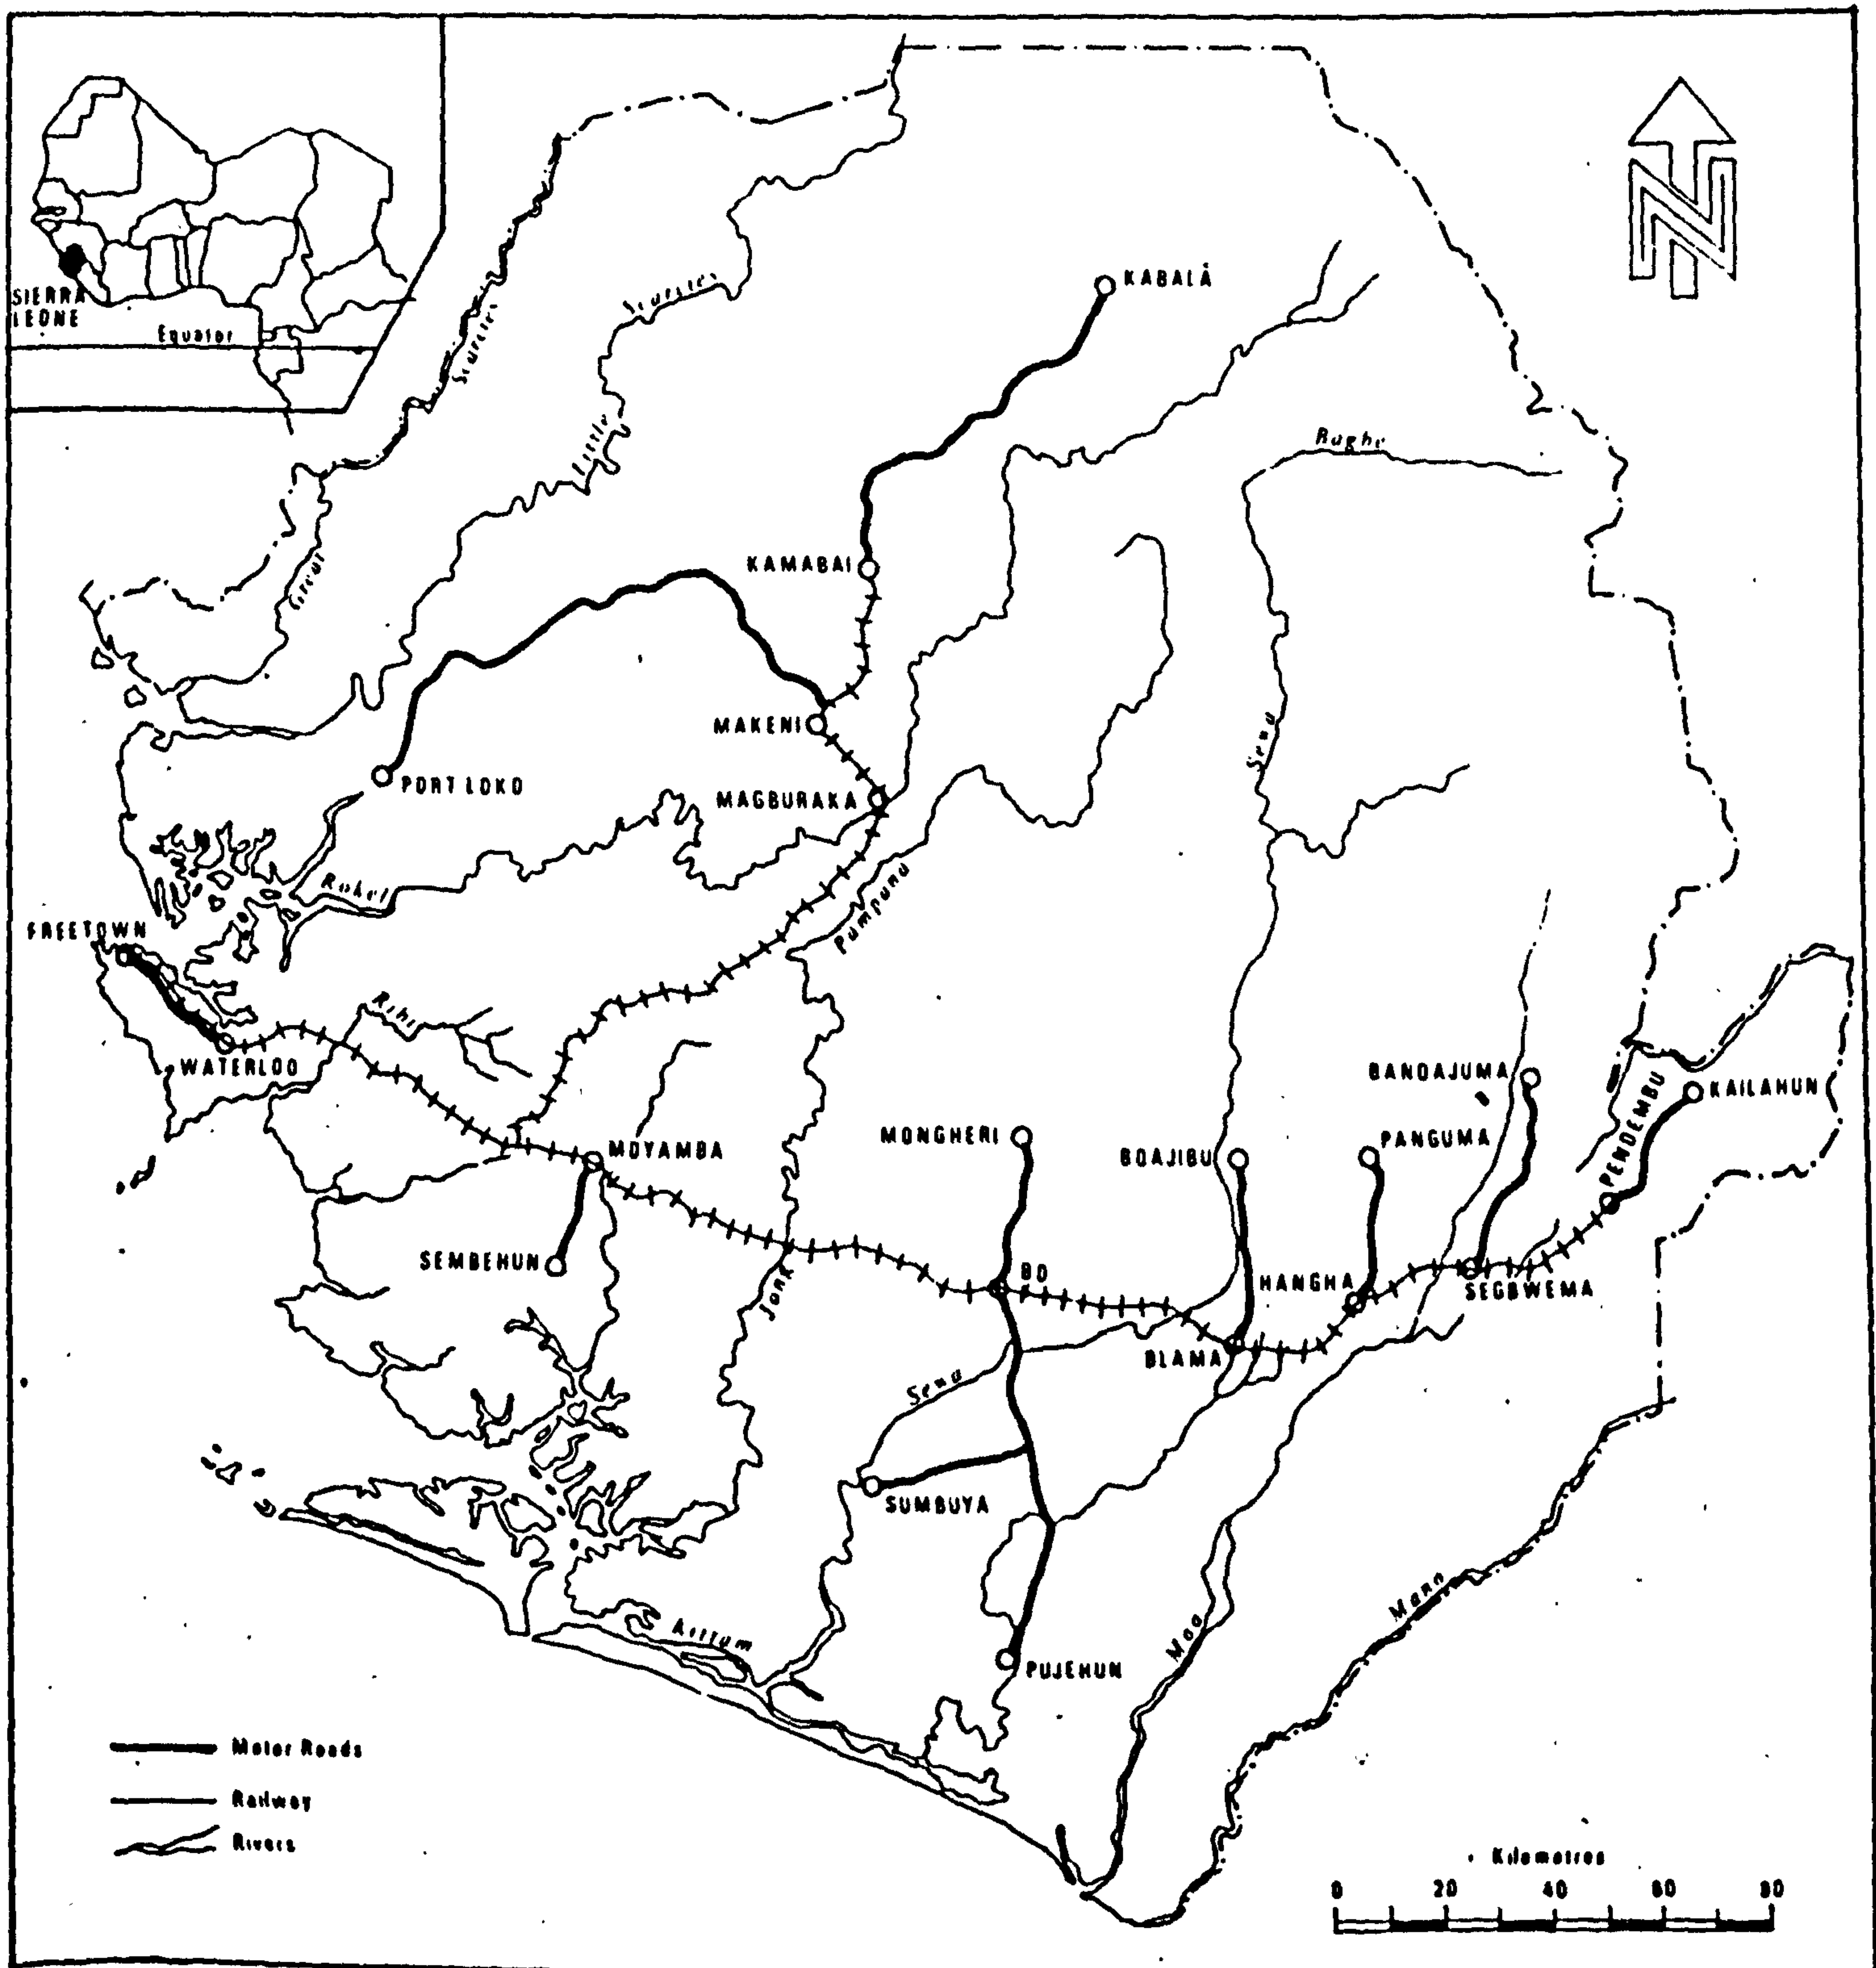 SIERRA
LEONE
Equator
N
KABALA
Scarcies
Scarcies
Little
Great
Baghe
KAMABAI
MAKENI
PORT LOKO
MAGBURAKA
Sewa
Rokel
Pampana
FREETOWN
WATERLOO
Ribi
BANDAJUMA
PENDEMBU
KAILAHUN
MOYAMBA
MONGHERI
BOAJIBU
PANGUMA
SEMBEHUN
Jong
BO
HANGHA
SEGBWEMA
BLAMA
Sewa
SUMBUYA
Moa
Mano
PUJEHUN
Motor Roads
Railway
Rivers
Kilometres
0 20 40 60 80